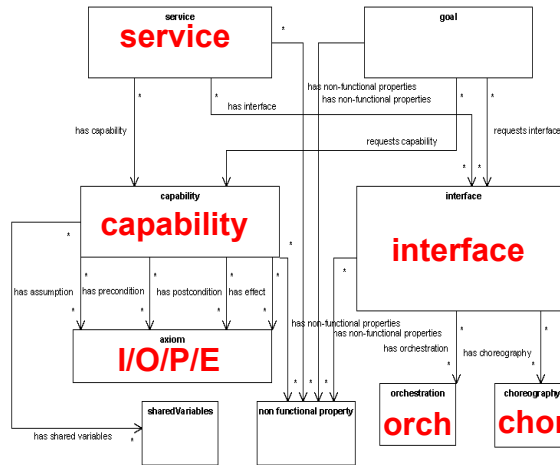 service
service
goal
*
has non-functional properties
has non-functional properties
*
*
*
*
has interface
has capability
requests capability
requests interface
*
*
*
*
*
capability
capability
interface
interface
*
*
*
*
*
*
*
has assumption
has precondition
has postcondition
has effect
*
*
*
*
has non-functional properties
has non-functional properties
*
*
has orchestration
has choreography
axiom
I/O/P/E
*
*
*
*
*
*
sharedVariables
non functional property
orchestration
orch
choreography
chor
has shared variables
*